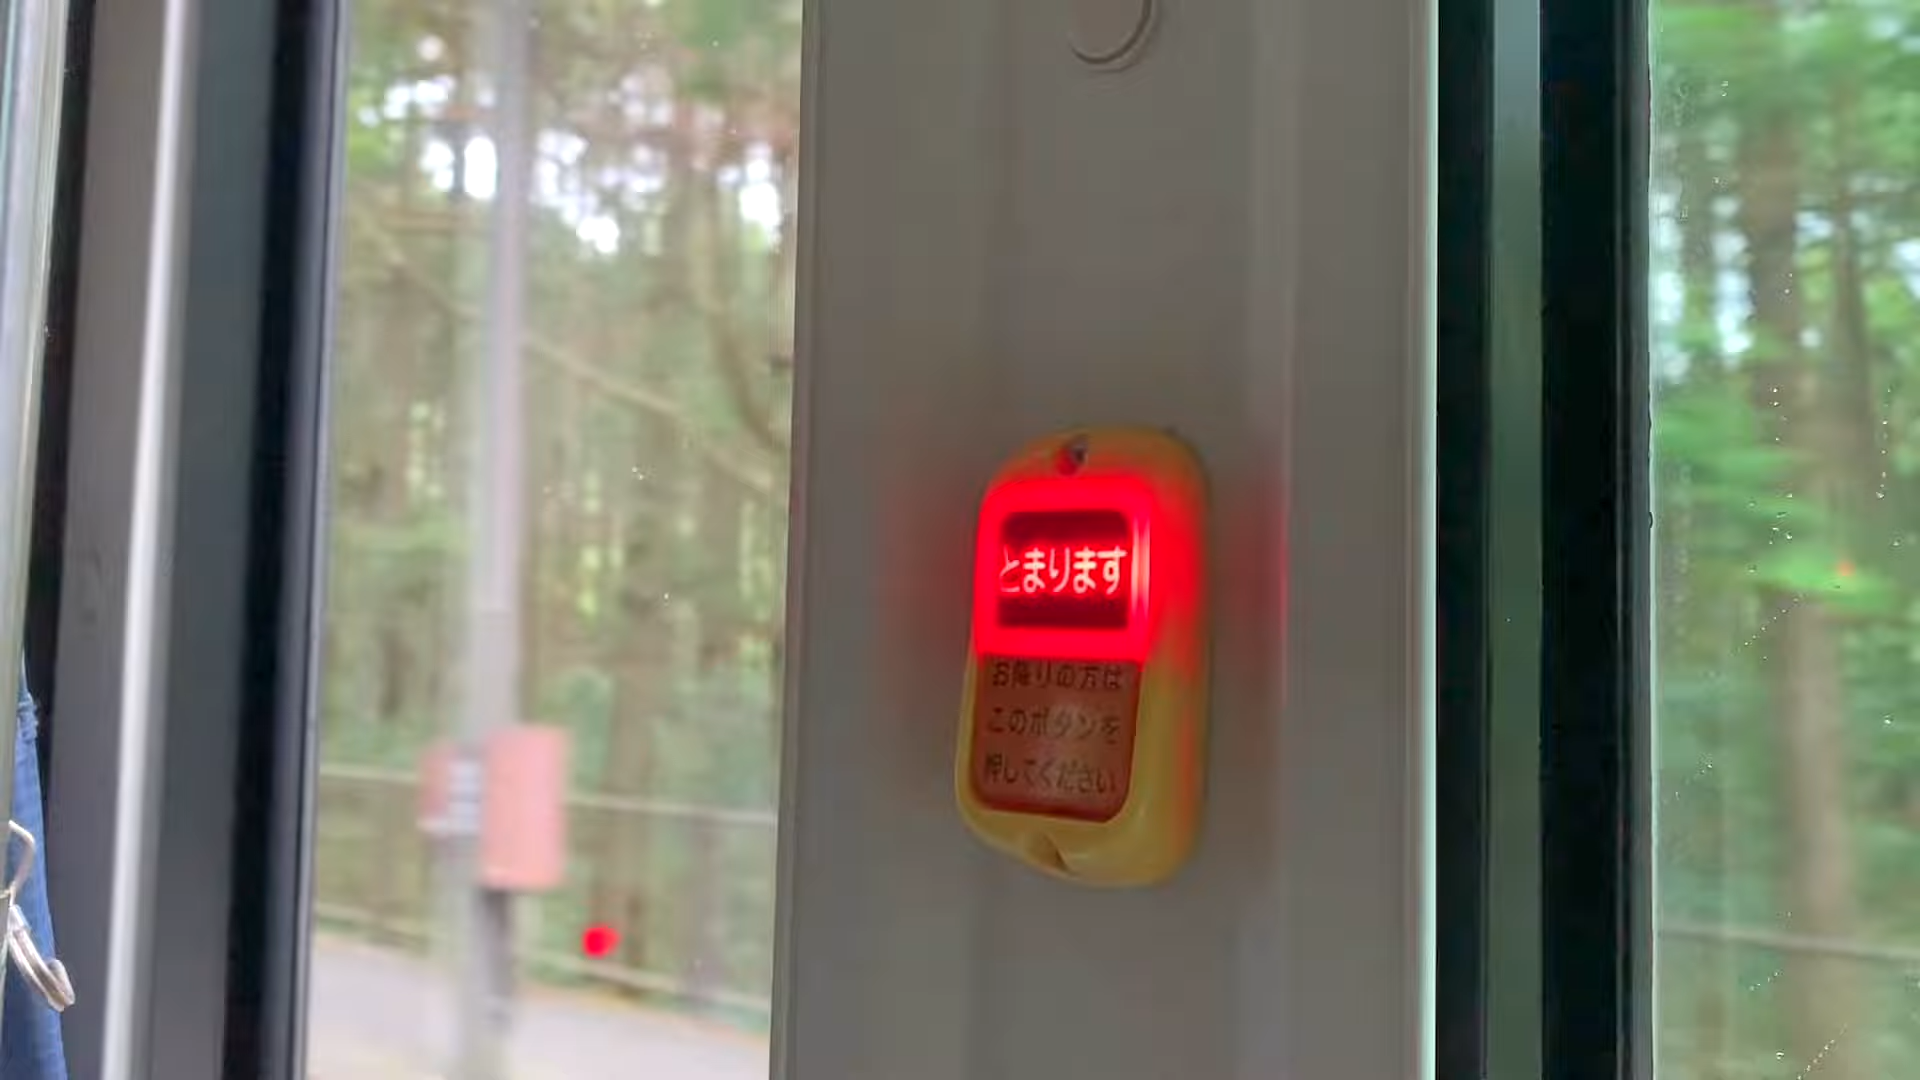 とまります
お降りの方は
このボタンを
押してください